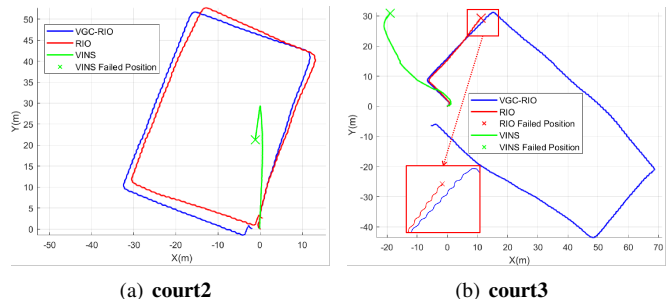 50
45
40
35
30
25
20
15
10
5
0
Y(m)
VGC-RIO
RIO
VINS
VINS Failed Position
-50 -40 -30 -20 -10 0 10
X(m)
(a) court2
30
20
10
0
-10
-20
-30
-40
Y(m)
VGC-RIO
RIO
RIO Failed Position
VINS
VINS Failed Position
-20 -10 0 10 20 30 40 50 60 70
X(m)
(b) court3